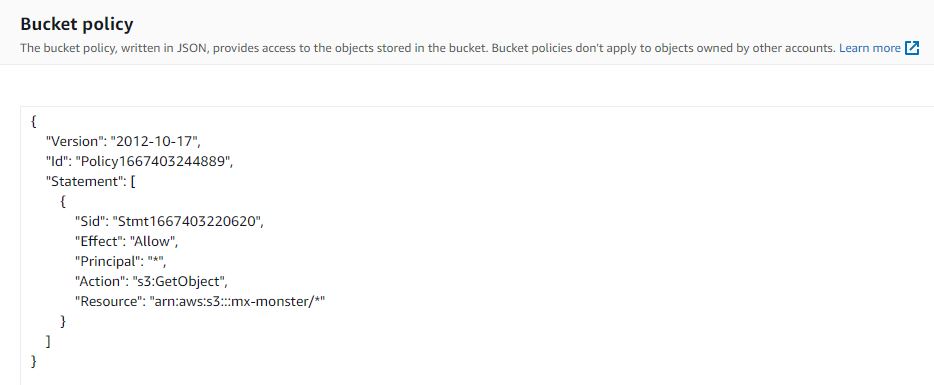 Bucket policy
The bucket policy, written in JSON, provides access to the objects stored in the bucket. Bucket policies don't apply to objects owned by other accounts. Learn more
{
"Version": "2012-10-17",
"Id": "Policy1667403244889",
"Statement": [
{
"Sid": "Stmt1667403220620",
"Effect": "Allow",
"Principal": "*",
"Action": "s3:GetObject",
"Resource": "arn:aws:s3:::mx-monster/*"
}
]
}